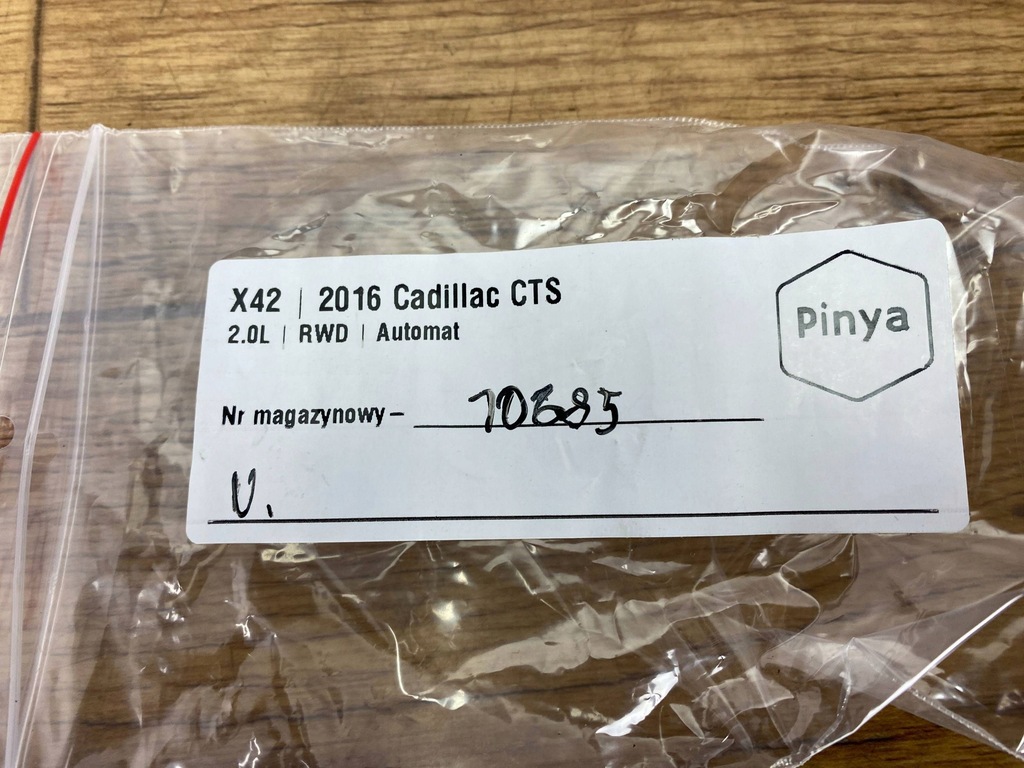 X42 | 2016 Cadillac CTS
2.0L | RWD | Automat
Pinya
Nr magazynowy – 10685
V.